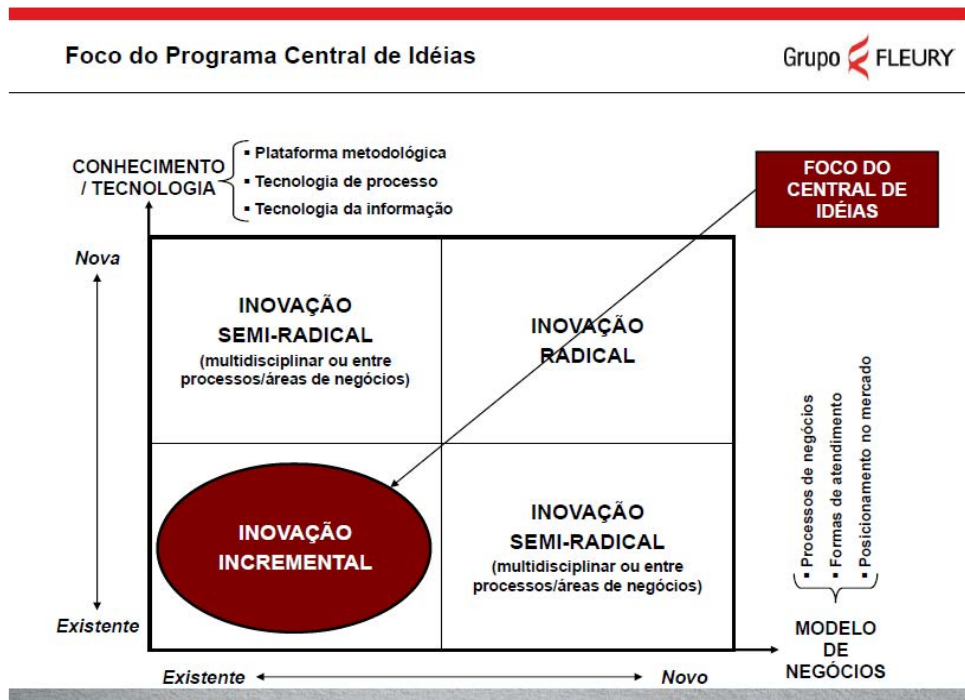 Foco do Programa Central de Idéias
Grupo FLEURY
CONHECIMENTO
/ TECNOLOGIA
▪ Plataforma metodológica
▪ Tecnologia de processo
▪ Tecnologia da informação
FOCO DO
CENTRAL DE
IDÉIAS
Nova
INOVAÇÃO
SEMI-RADICAL
(multidisciplinar ou entre
processos/áreas de negócios)
INOVAÇÃO
RADICAL
INOVAÇÃO
INCREMENTAL
INOVAÇÃO
SEMI-RADICAL
(multidisciplinar ou entre
processos/áreas de negócios)
▪ Processos de negócios
▪ Formas de atendimento
▪ Posicionamento no mercado
Existente
MODELO
DE
NEGÓCIOS
Existente
Novo